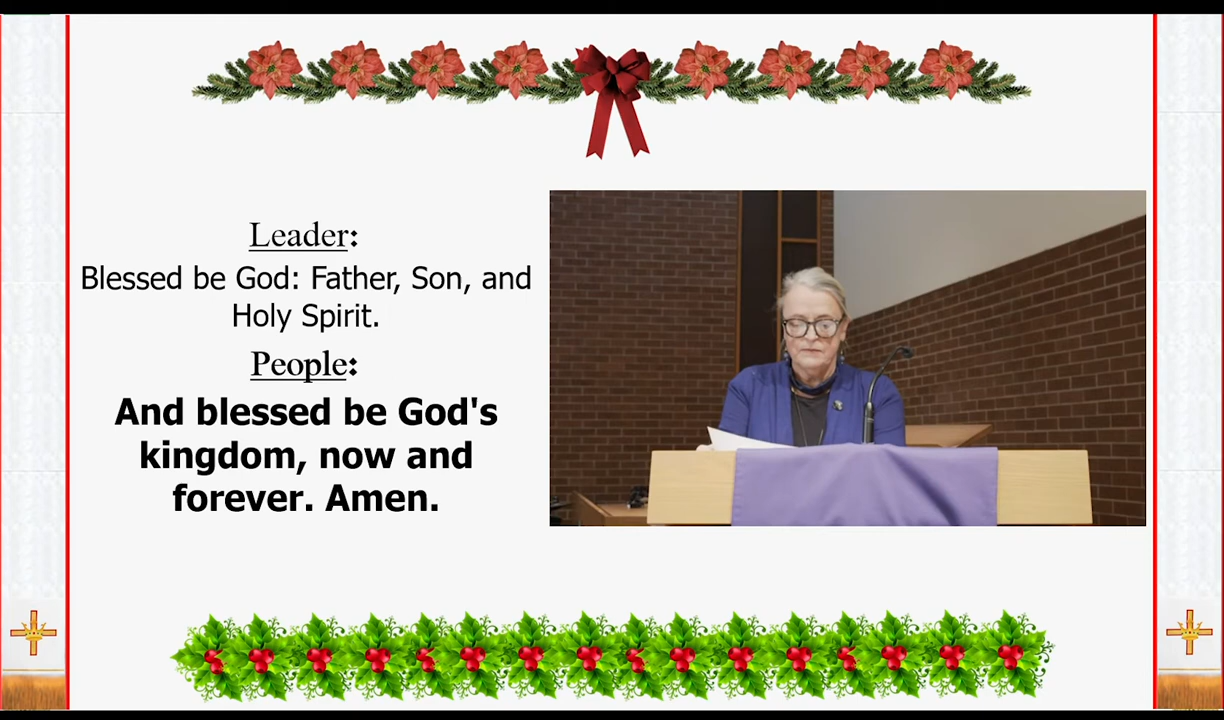 Leader:
Blessed be God: Father, Son, and
Holy Spirit.
People:
And blessed be God's
kingdom, now and
forever. Amen.